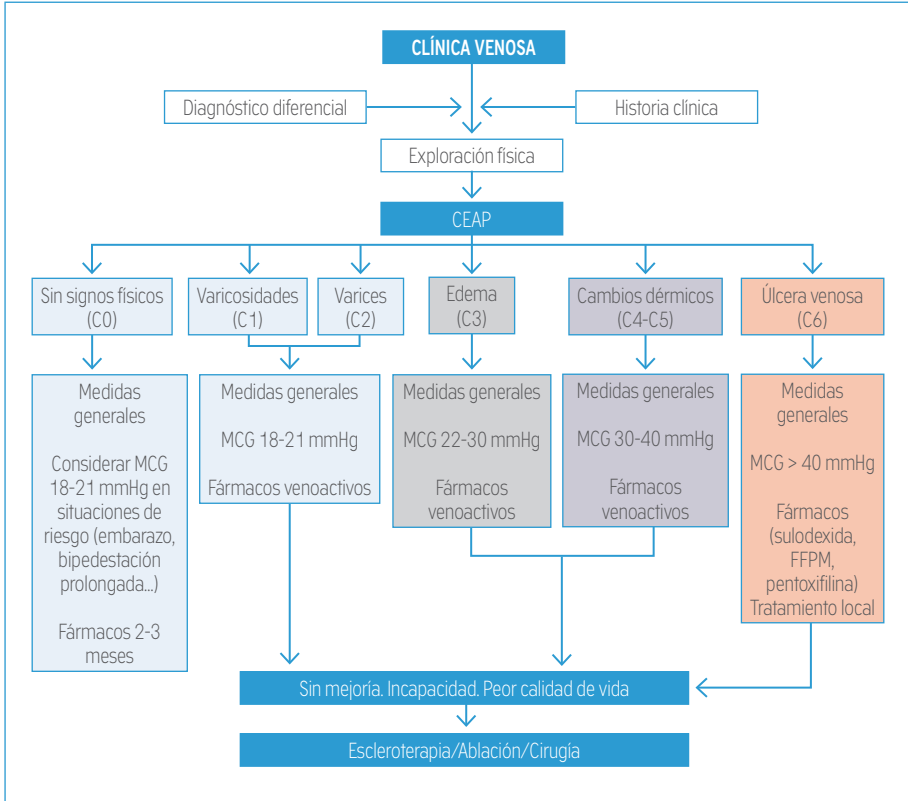 CLÍNICA VENOSA
Diagnóstico diferencial
Historia clínica
Exploración física
CEAP
Sin signos físicos
(C0)
Varicosidades
(C1)
Varices
(C2)
Edema
(C3)
Cambios dérmicos
(C4-C5)
Úlcera venosa
(C6)
Medidas
generales
Considerar MCG
18-21 mmHg en
situaciones de
riesgo (embarazo,
bipedestación
prolongada...)
Fármacos 2-3
meses
Medidas generales
MCG 18-21 mmHg
Fármacos venoactivos
Medidas generales
MCG 22-30 mmHg
Fármacos
venoactivos
Medidas generales
MCG 30-40 mmHg
Fármacos
venoactivos
Medidas
generales
MCG > 40 mmHg
Fármacos
(sulodexida,
FFPM,
pentoxifilina)
Tratamiento local
Sin mejoría. Incapacidad. Peor calidad de vida
Escleroterapia/Ablación/Cirugía